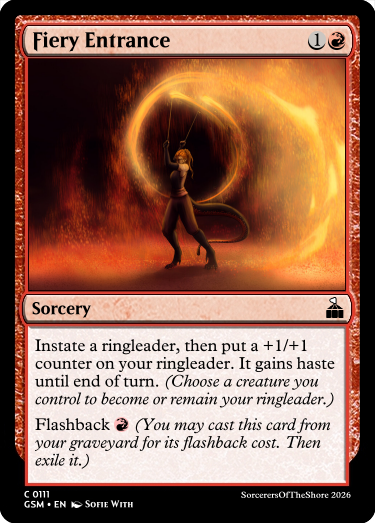 Fiery Entrance 1
Sorcery
Instate a ringleader, then put a +1/+1
counter on your ringleader. It gains haste
until end of turn. (Choose a creature you
control to become or remain your ringleader.)
Flashback (You may cast this card from
your graveyard for its flashback cost. Then
exile it.)
C 0111
GSM • EN Sofie With
SorcerersOfTheShore 2026